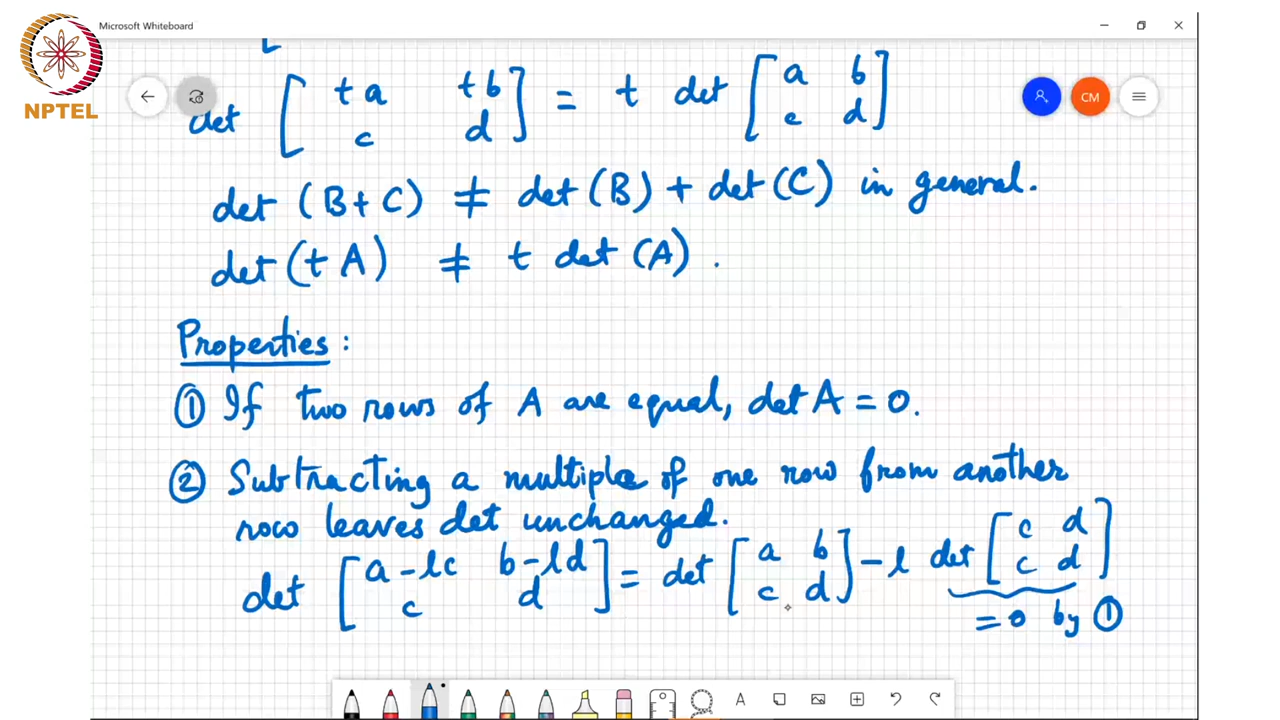 Microsoft Whiteboard
NPTEL
CM
det [ta tb
c d] = t det [a b
c d]
det (B+C) ≠ det (B) + det (C) in general.
det (tA) ≠ t det (A).
Properties:
① If two rows of A are equal, det A = 0.
② Subtracting a multiple of one row from another
row leaves det unchanged.
det [a-lc b-ld
c d] = det [a b
c d] - l det [c d
c d]
= 0 by ①
A